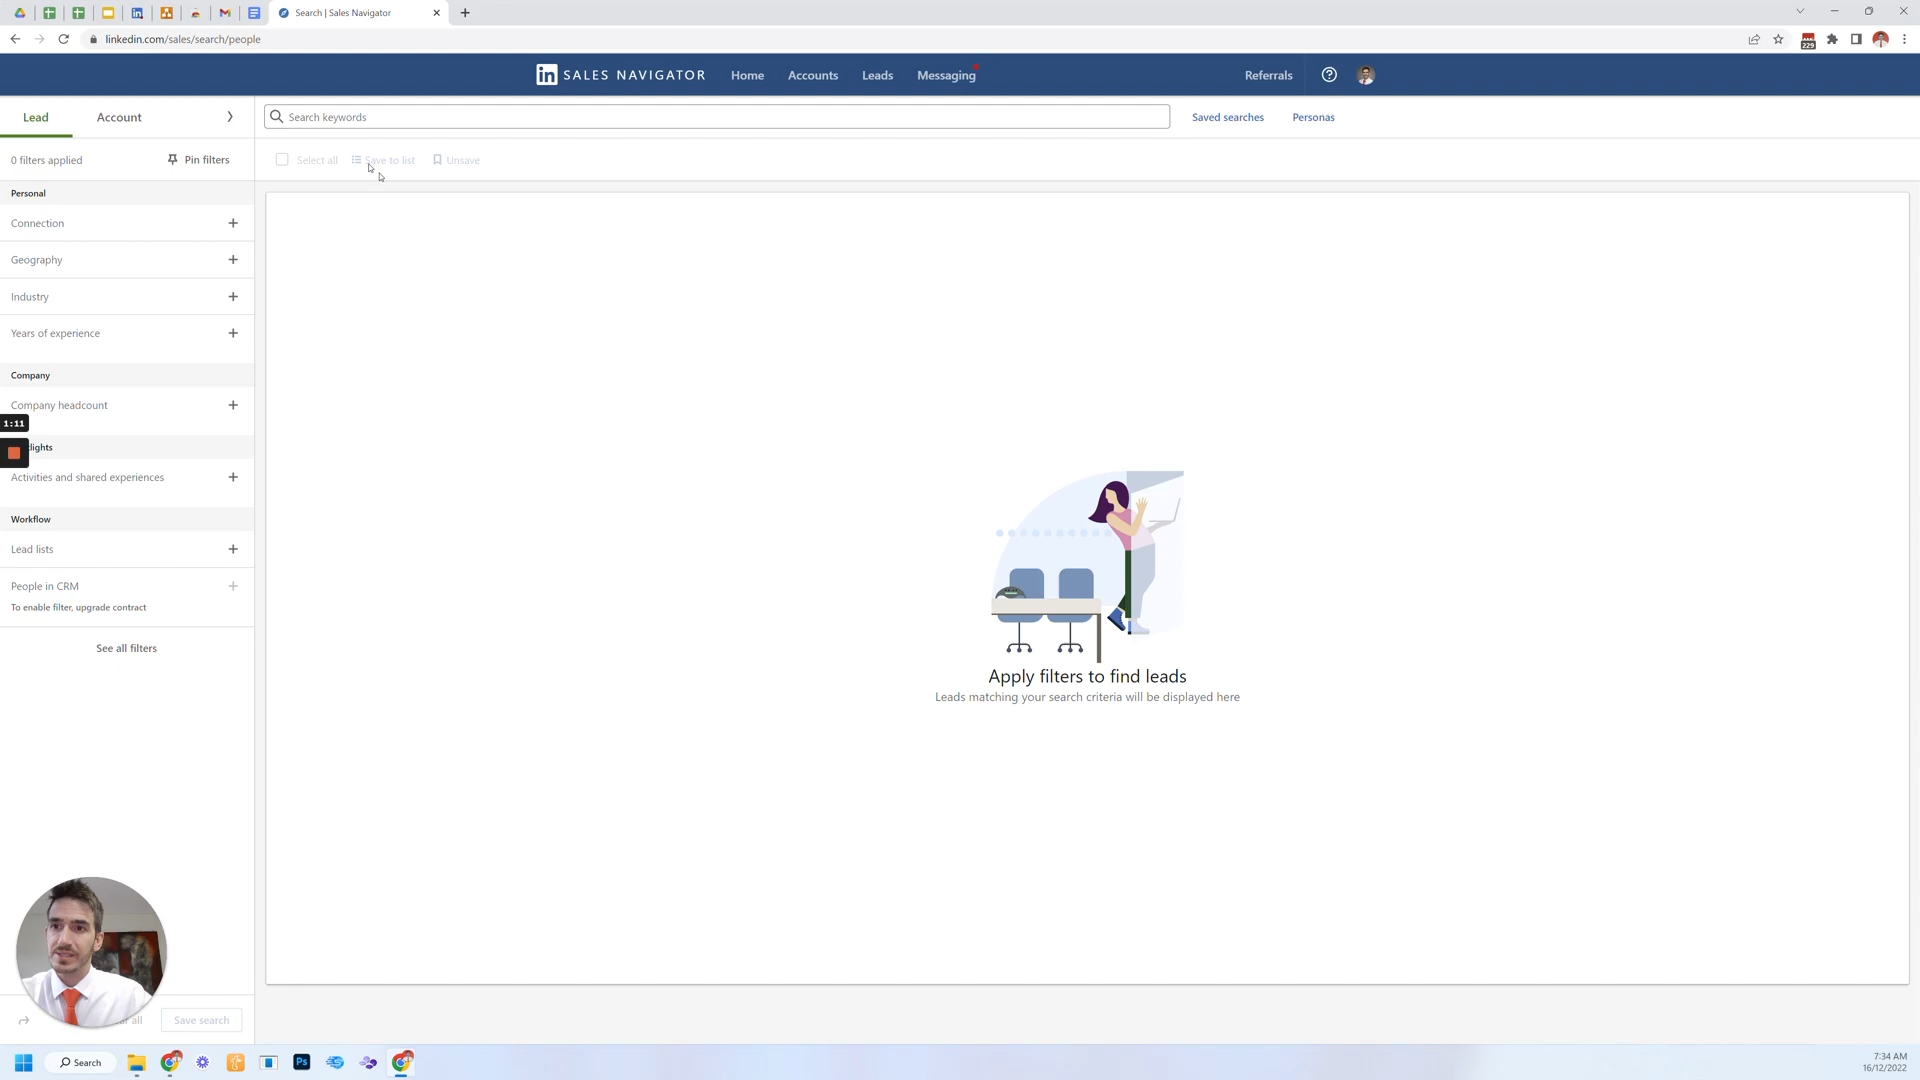 Search | Sales Navigator
linkedin.com/sales/search/people
229
in SALES NAVIGATOR
Home
Accounts
Leads
Messaging
Referrals
Lead
Account
Search keywords
Saved searches
Personas
0 filters applied
Pin filters
Select all
Save to list
Unsave
Personal
Connection
Geography
Industry
Years of experience
Company
Company headcount
1:11
lights
Activities and shared experiences
Workflow
Lead lists
People in CRM
To enable filter, upgrade contract
See all filters
Apply filters to find leads
Leads matching your search criteria will be displayed here
all
Save search
Search
Ps
7:34 AM
16/12/2022